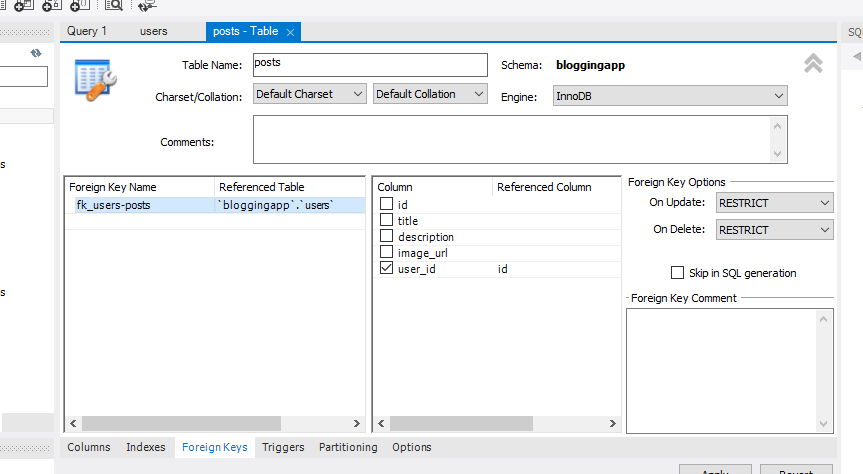 Query 1 users posts - Table SQ
Table Name: posts Schema: bloggingapp
Charset/Collation: Default Charset Default Collation Engine: InnoDB
Comments:
Foreign Key Name Referenced Table
fk_users-posts `bloggingapp`.`users`
Column Referenced Column
id
title
description
image_url
user_id id
Foreign Key Options
On Update: RESTRICT
On Delete: RESTRICT
Skip in SQL generation
Foreign Key Comment
s
s
Columns Indexes Foreign Keys Triggers Partitioning Options
Apply Revert